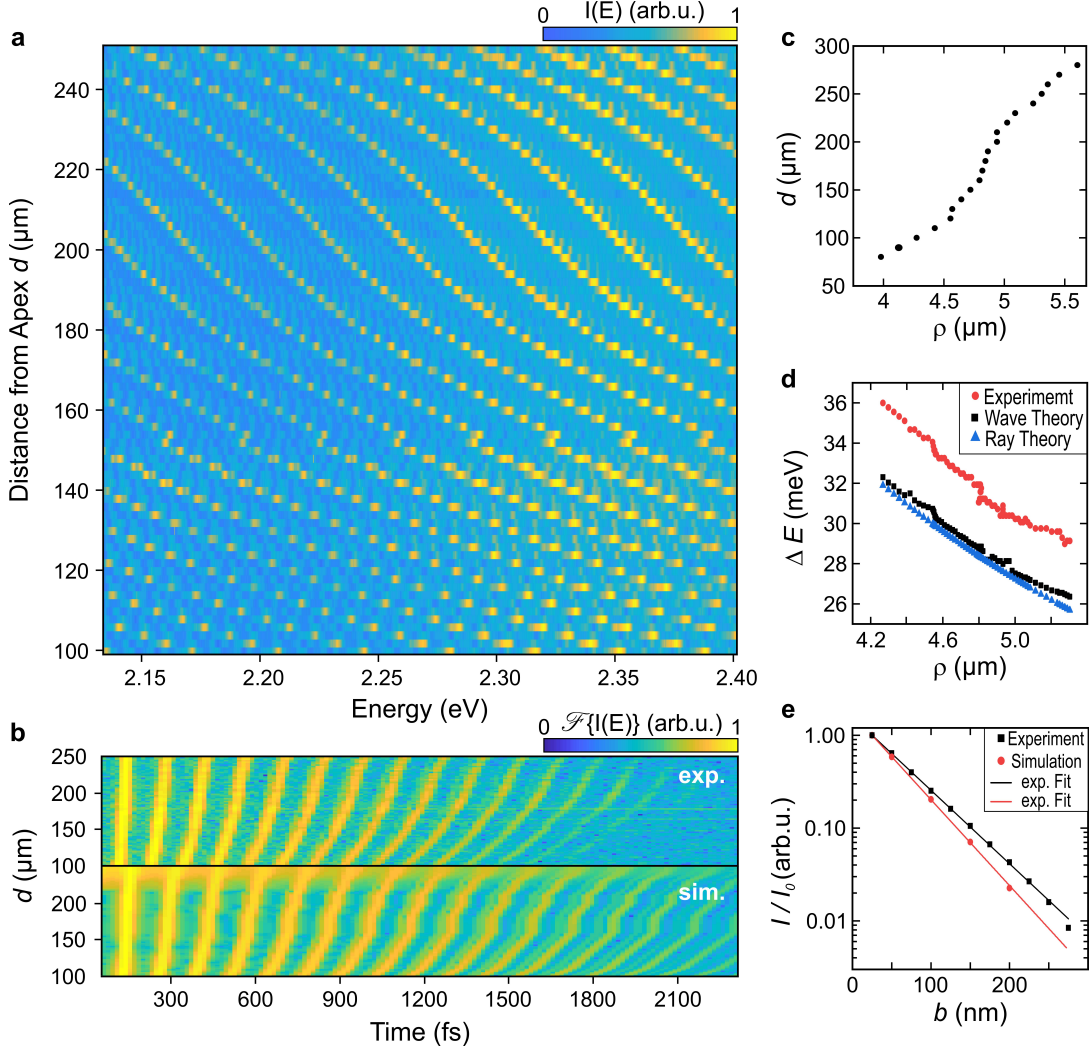 a
I(E) (arb.u.)
0 1
240
220
200
180
160
140
120
100
Distance from Apex d (µm)
2.15 2.20 2.25 2.30 2.35 2.40
Energy (eV)
b
ℱ{I(E)} (arb.u.)
0 1
exp.
250
200
150
100
sim.
200
150
100
d (µm)
300 600 900 1200 1500 1800 2100
Time (fs)
c
300
250
200
150
100
50
d (µm)
4 4.5 5 5.5
ρ (µm)
d
Experimemt
Wave Theory
Ray Theory
36
34
32
30
28
26
Δ E (meV)
4.2 4.6 5.0
ρ (µm)
e
Experiment
Simulation
exp. Fit
exp. Fit
1.00
0.10
0.01
I / I₀ (arb.u.)
0 100 200
b (nm)